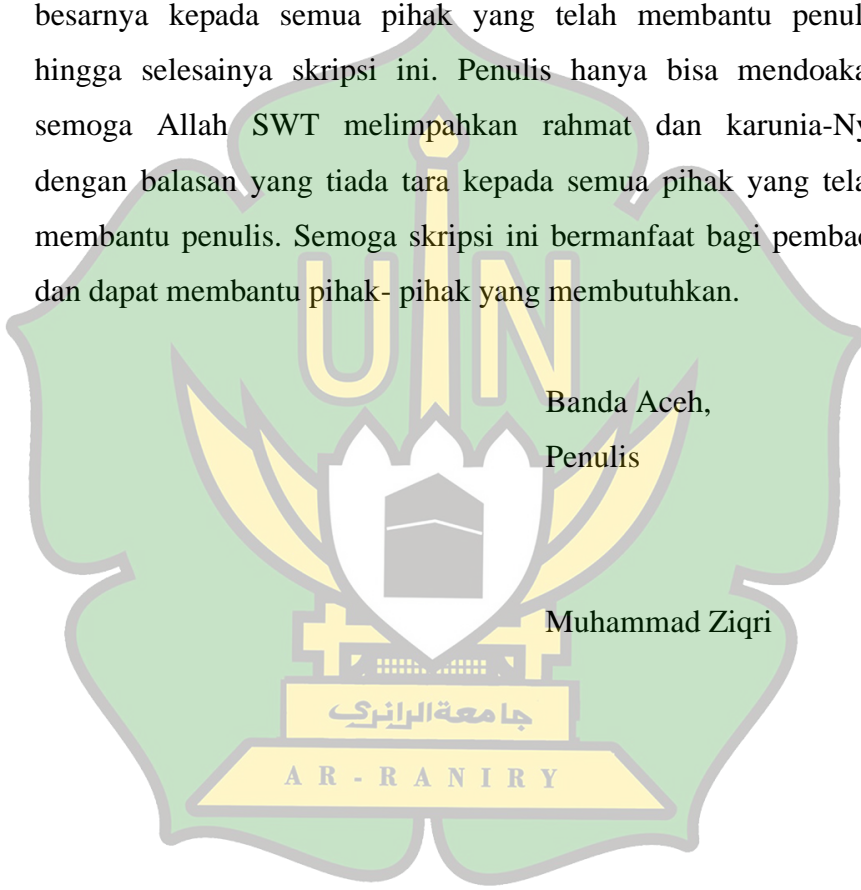 besarnya kepada semua pihak yang telah membantu penul
hingga selesainya skripsi ini. Penulis hanya bisa mendoaka
semoga Allah SWT melimpahkan rahmat dan karunia-Ny
dengan balasan yang tiada tara kepada semua pihak yang tela
membantu penulis. Semoga skripsi ini bermanfaat bagi pembac
dan dapat membantu pihak- pihak yang membutuhkan.
UIN
Banda Aceh,
Penulis
Muhammad Ziqri
جامعة الرانري
AR-RANIRY